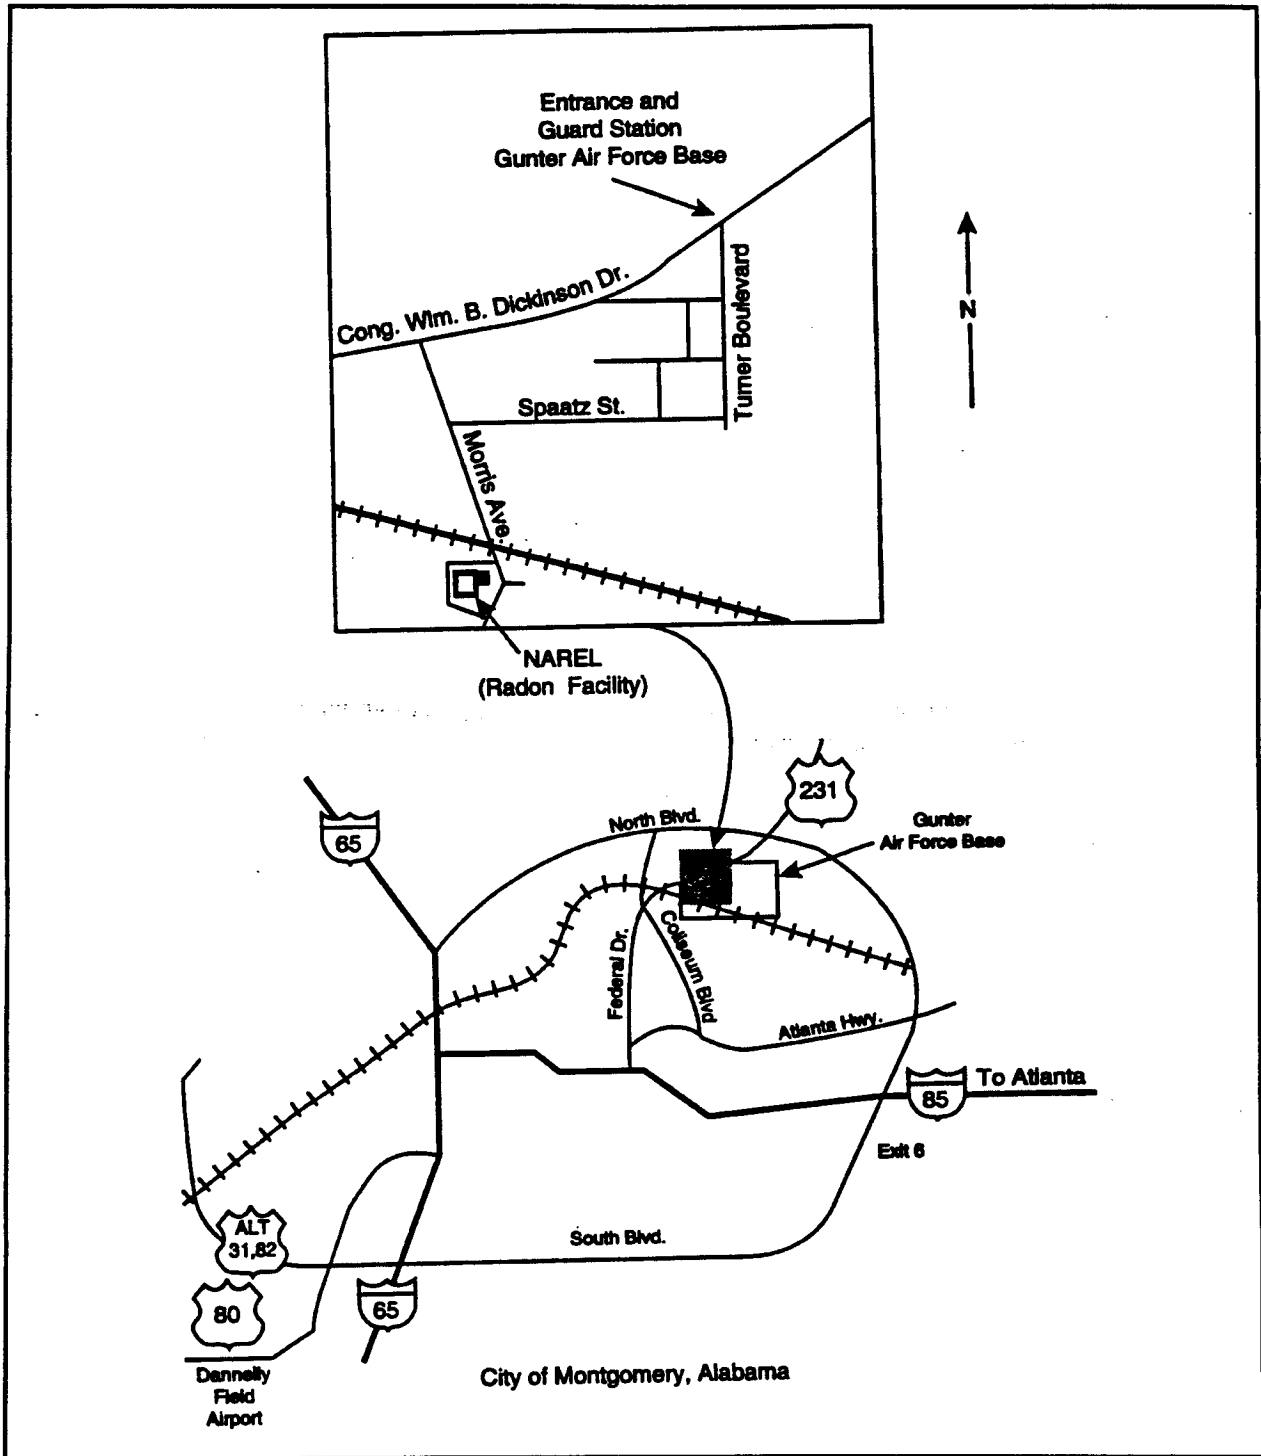 Entrance and
Guard Station
Gunter Air Force Base
Cong. Wlm. B. Dickinson Dr.
Turner Boulevard
N
Spaatz St.
Morris Ave.
NAREL
(Radon Facility)
231
North Blvd.
Gunter
Air Force Base
65
Federal Dr.
Coliseum Blvd
Atlanta Hwy.
To Atlanta
85
Exit 6
ALT
31,82
South Blvd.
80
65
Dannelly
Field
Airport
City of Montgomery, Alabama